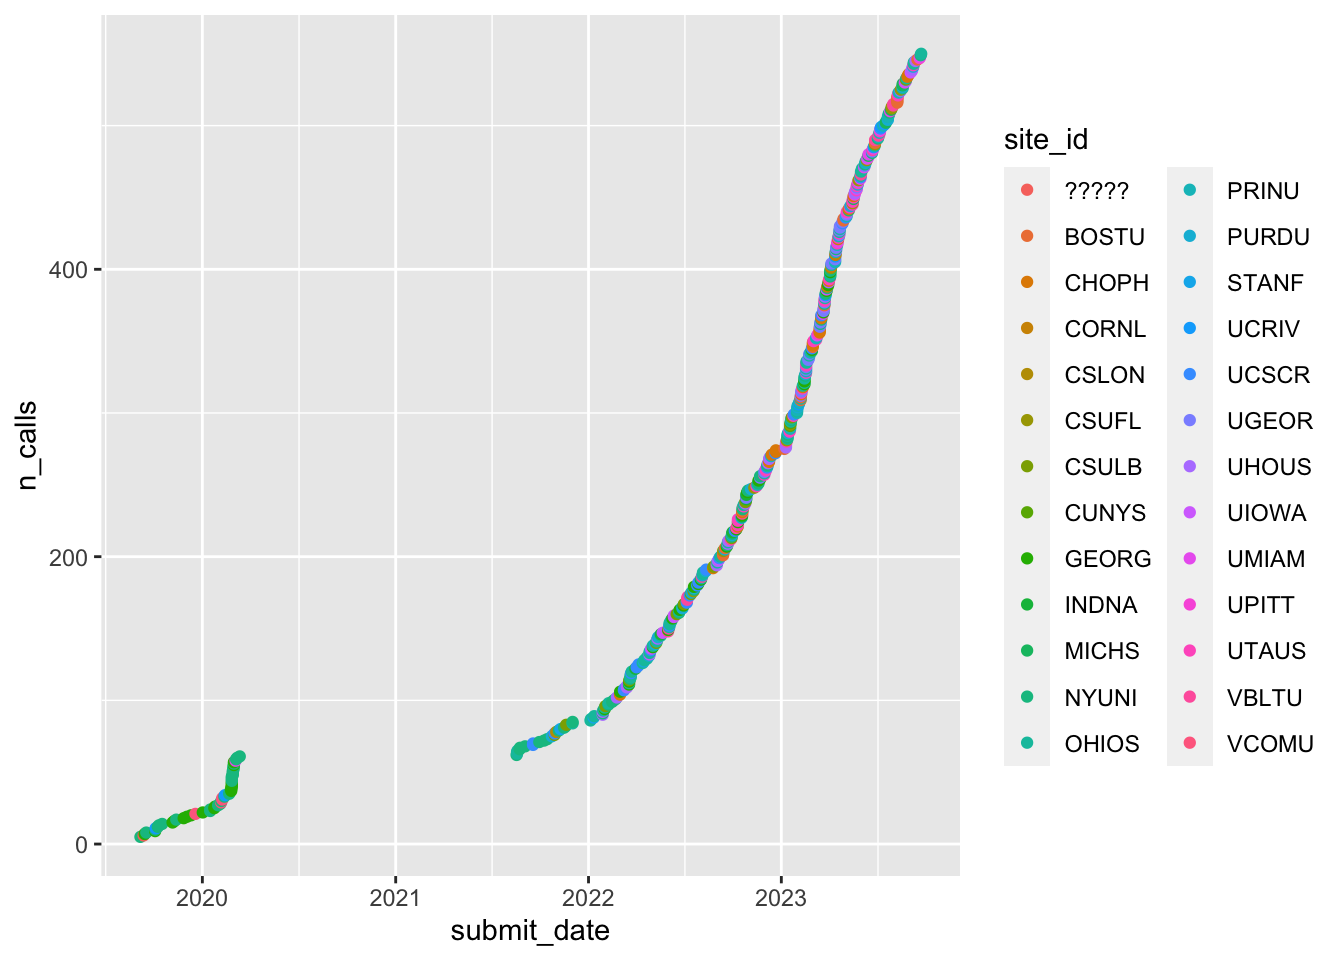 n_calls
400
200
0
2020
2021
2022
2023
submit_date
site_id
?????
BOSTU
CHOPH
CORNL
CSLON
CSUFL
CSULB
CUNYS
GEORG
INDNA
MICHS
NYUNI
OHIOS
PRINU
PURDU
STANF
UCRIV
UCSCR
UGEOR
UHOUS
UIOWA
UMIAM
UPITT
UTAUS
VBLTU
VCOMU